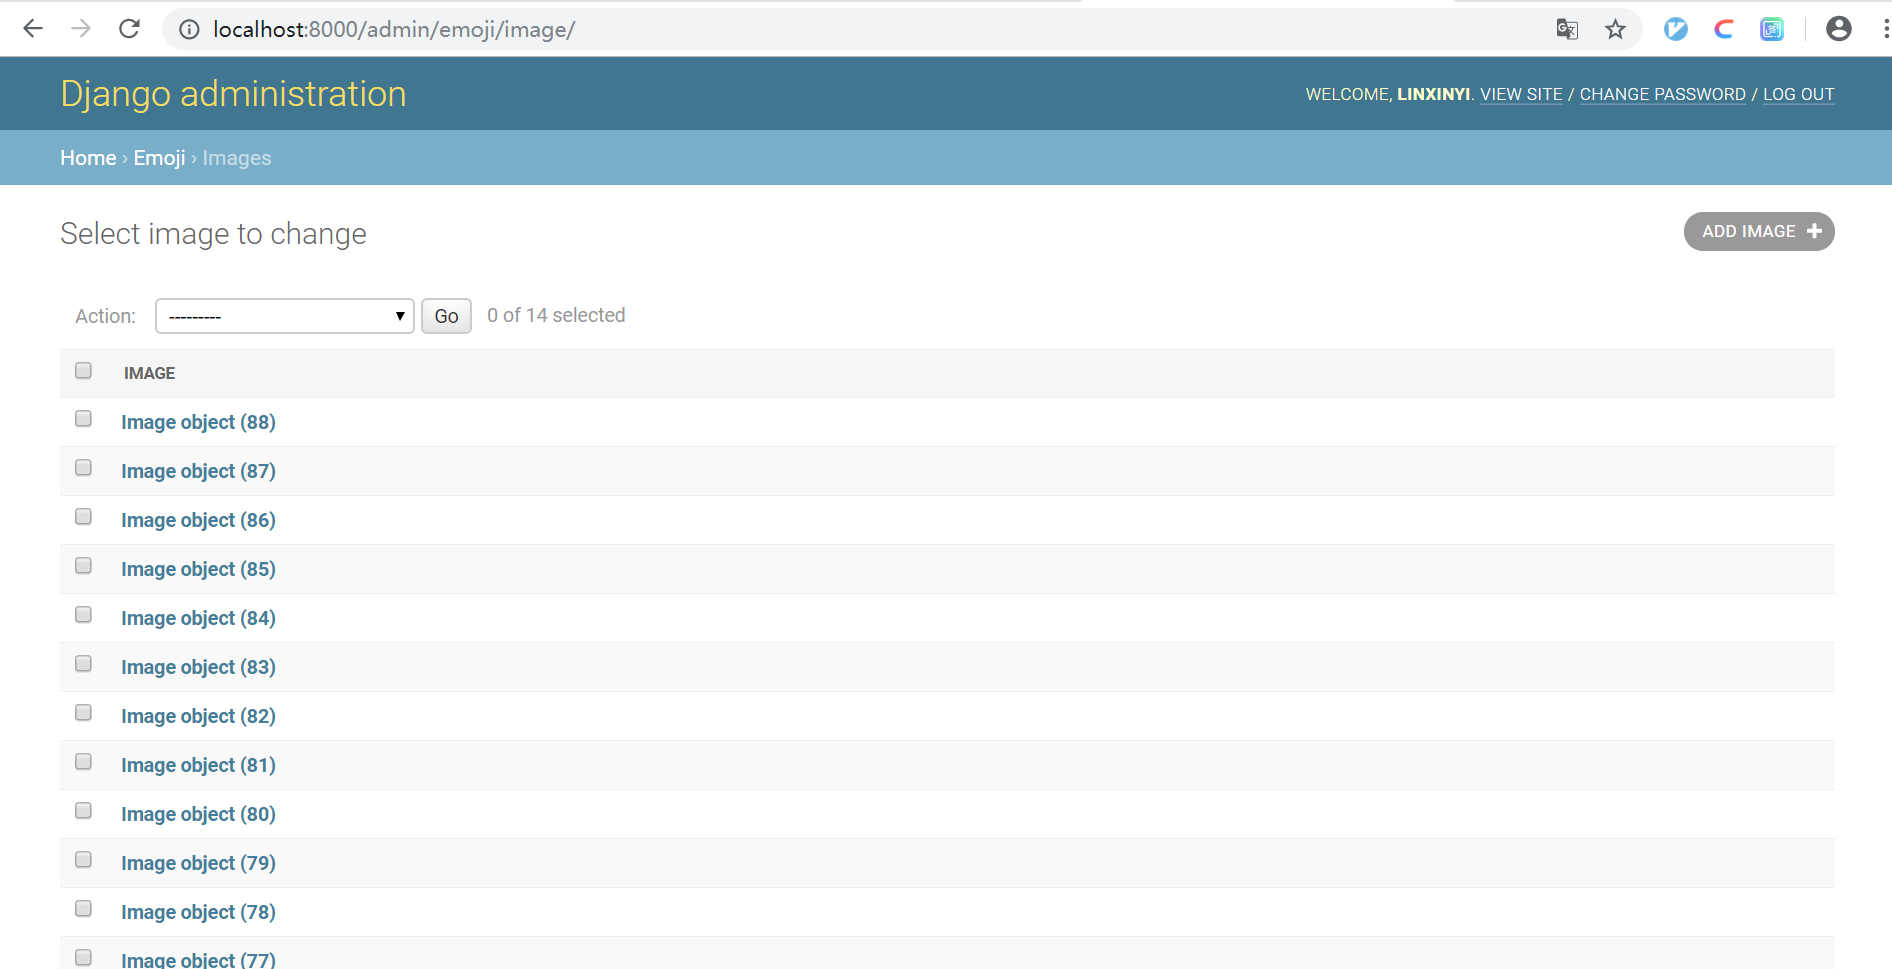 localhost:8000/admin/emoji/image/
Django administration
WELCOME, LINXINYI. VIEW SITE / CHANGE PASSWORD / LOG OUT
Home › Emoji › Images
Select image to change
ADD IMAGE +
Action: --------- Go 0 of 14 selected
IMAGE
Image object (88)
Image object (87)
Image object (86)
Image object (85)
Image object (84)
Image object (83)
Image object (82)
Image object (81)
Image object (80)
Image object (79)
Image object (78)
Image object (77)